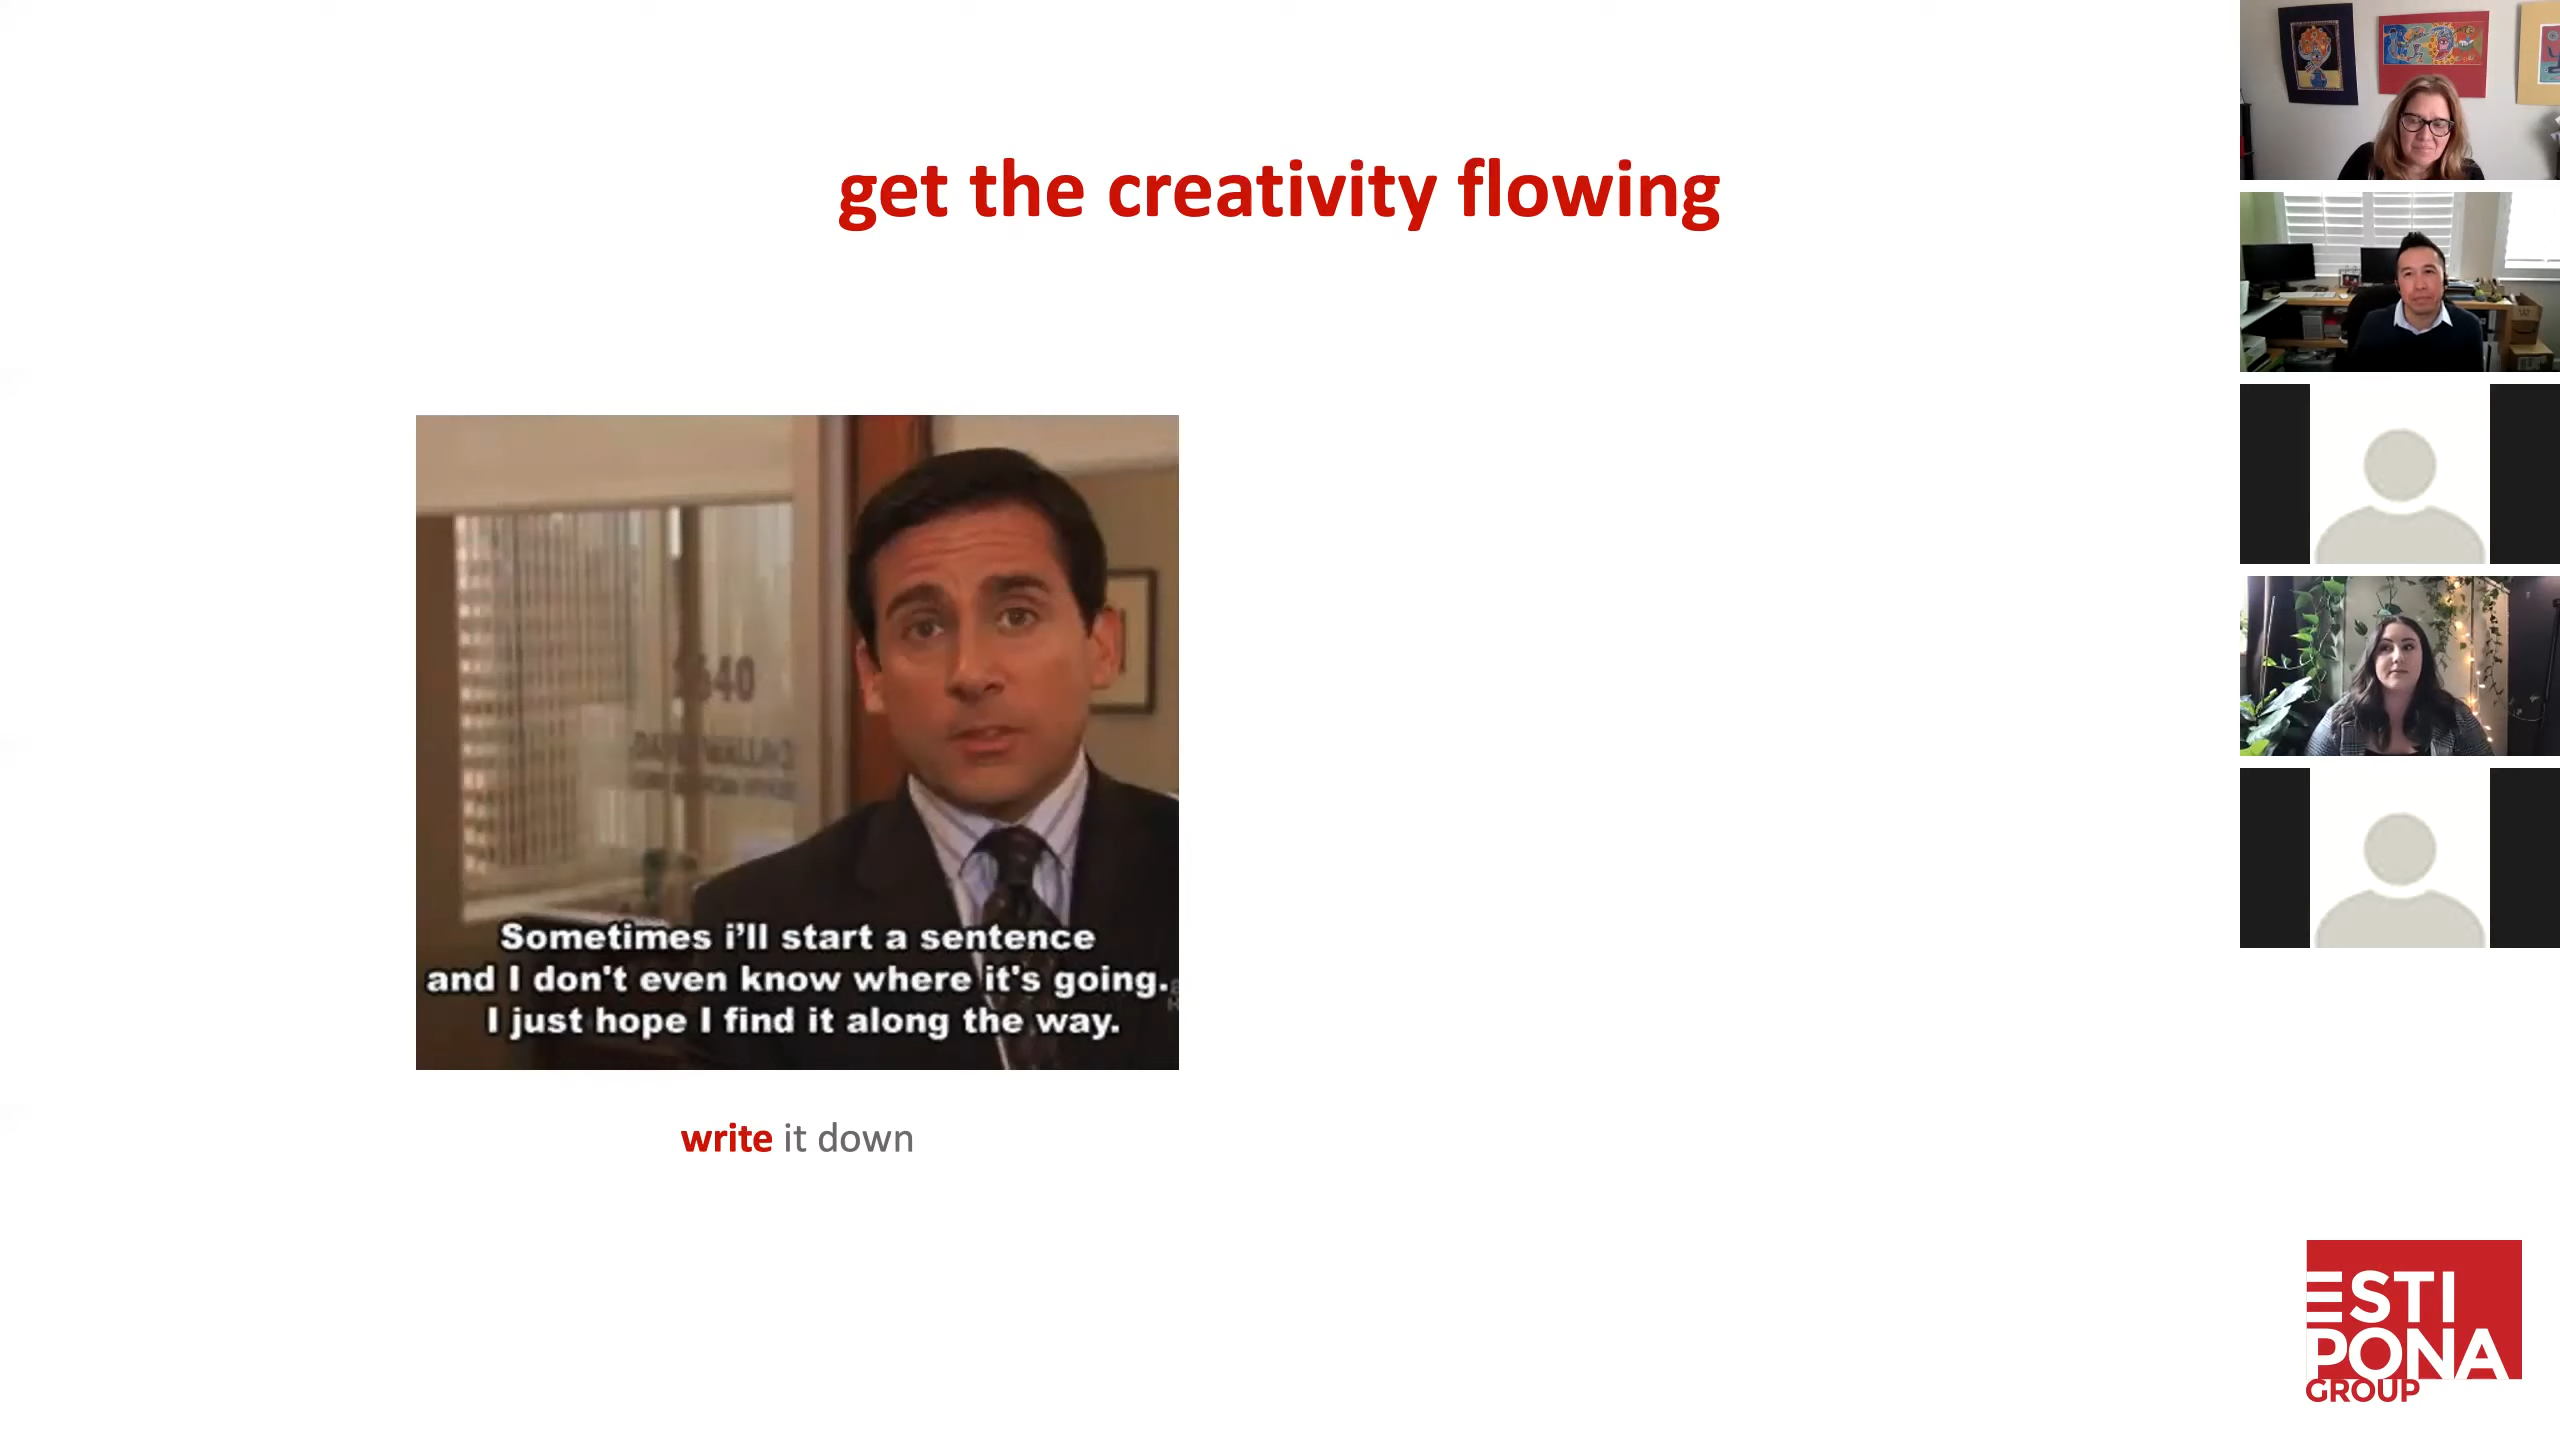 get the creativity flowing
Sometimes i'll start a sentence
and I don't even know where it's going.
I just hope I find it along the way.
write it down
ESTI
PONA
GROUP